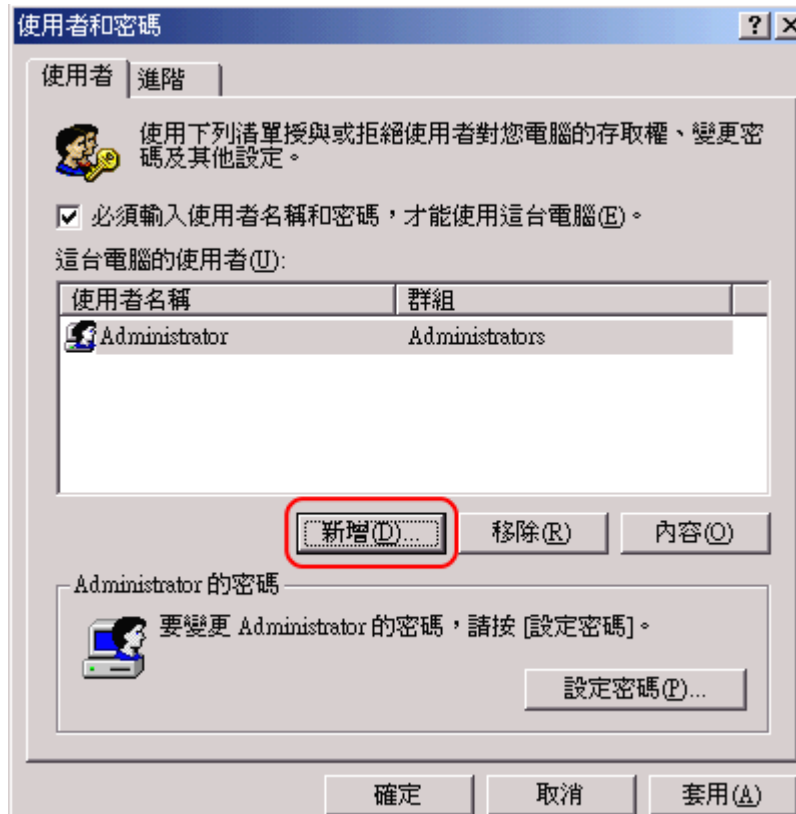 使用者和密碼
使用者 進階
使用下列清單授與或拒絕使用者對您電腦的存取權、變更密
碼及其他設定。
必須輸入使用者名稱和密碼，才能使用這台電腦(E)。
這台電腦的使用者(U):
使用者名稱 群組
Administrator Administrators
新增(D)... 移除(R) 內容(O)
Administrator 的密碼
要變更 Administrator 的密碼，請按 [設定密碼]。
設定密碼(P)...
確定 取消 套用(A)